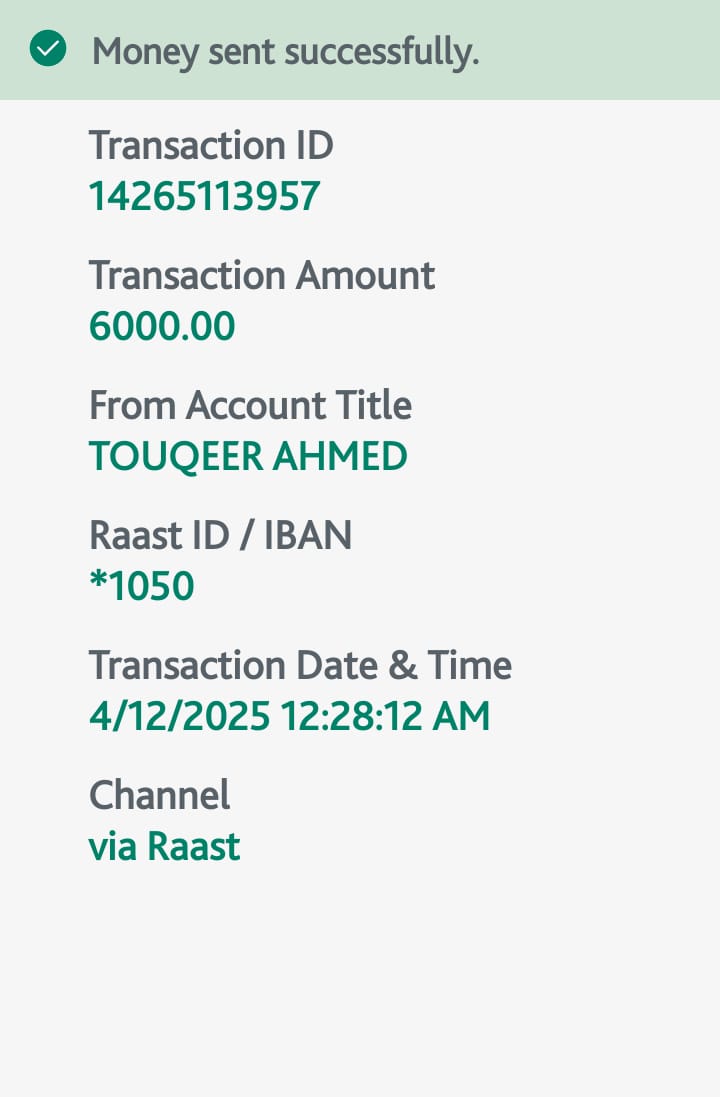 Money sent successfully.
Transaction ID
14265113957
Transaction Amount
6000.00
From Account Title
TOUQEER AHMED
Raast ID / IBAN
*1050
Transaction Date & Time
4/12/2025 12:28:12 AM
Channel
via Raast